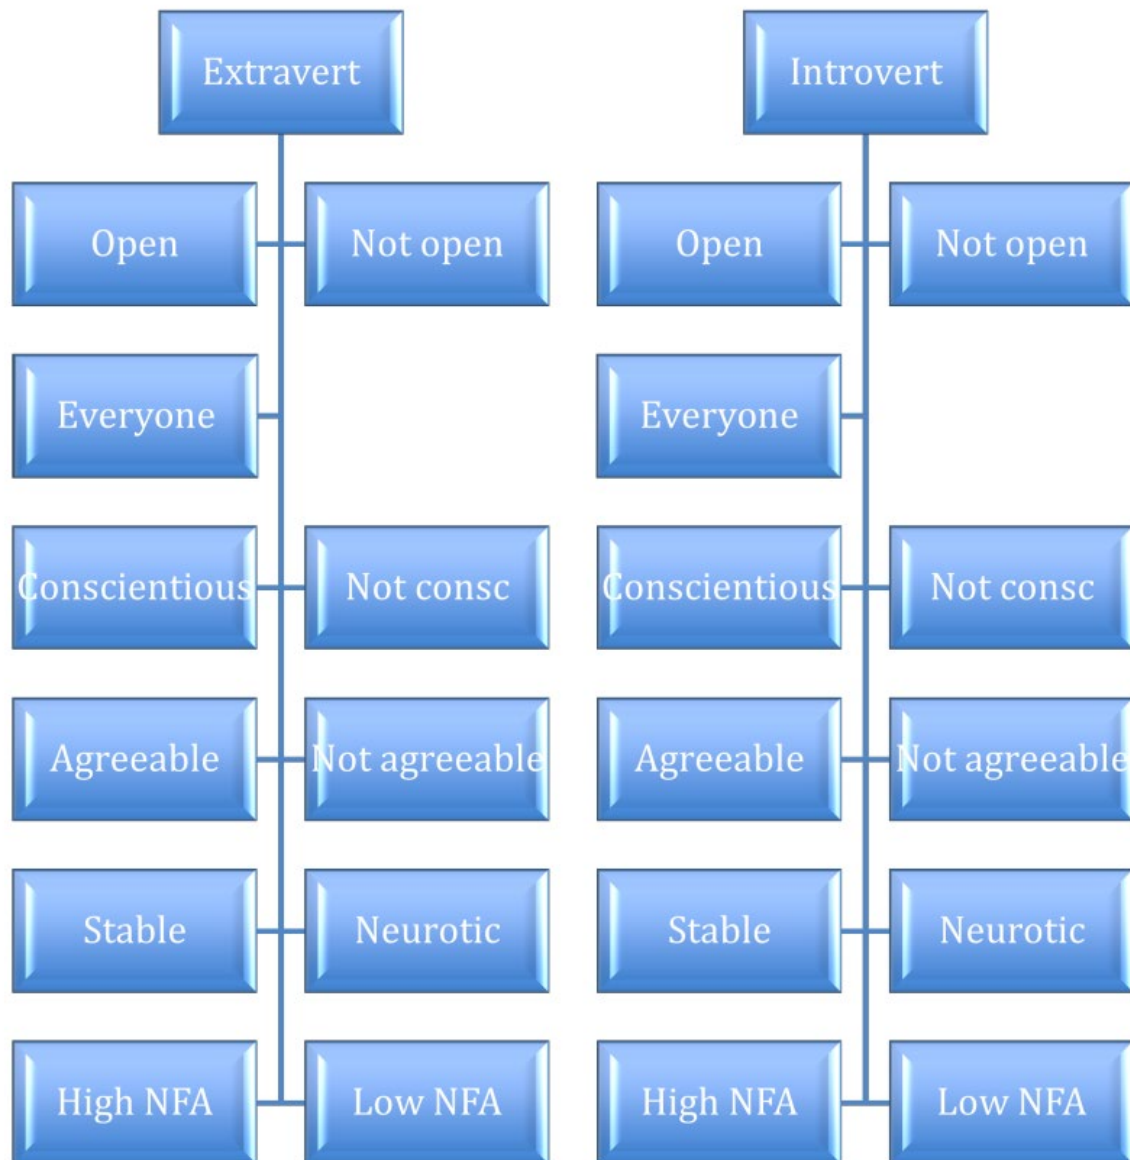 Extravert
Introvert
Open
Not open
Open
Not open
Everyone
Everyone
Conscientious
Not consc
Conscientious
Not consc
Agreeable
Not agreeable
Agreeable
Not agreeable
Stable
Neurotic
Stable
Neurotic
High NFA
Low NFA
High NFA
Low NFA